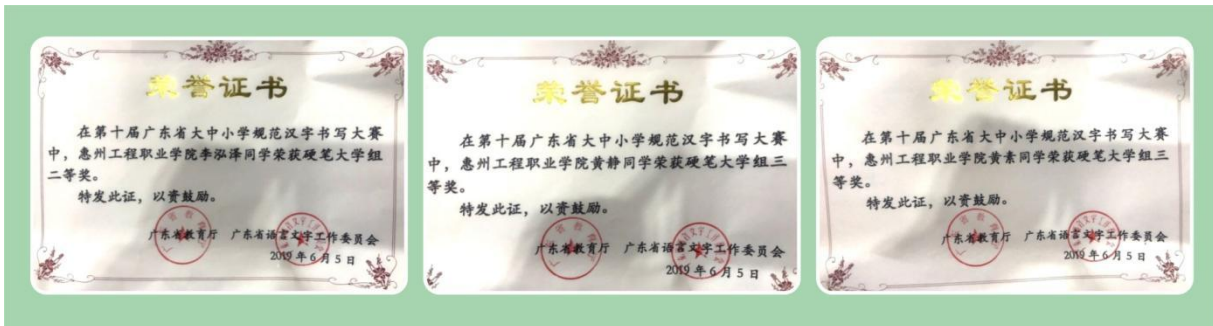 荣誉证书
在第十届广东省大中小学规范汉字书写大赛
中，惠州工程职业学院李泓泽同学荣获硬笔大学组
二等奖。
特发此证，以资鼓励。
广东省教育厅 广东省语言文字工作委员会
2019年6月5日
荣誉证书
在第十届广东省大中小学规范汉字书写大赛
中，惠州工程职业学院黄静同学荣获硬笔大学组三
等奖。
特发此证，以资鼓励。
广东省教育厅 广东省语言文字工作委员会
2019年6月5日
荣誉证书
在第十届广东省大中小学规范汉字书写大赛
中，惠州工程职业学院黄素同学荣获硬笔大学组三
等奖。
特发此证，以资鼓励。
广东省教育厅 广东省语言文字工作委员会
2019年6月5日